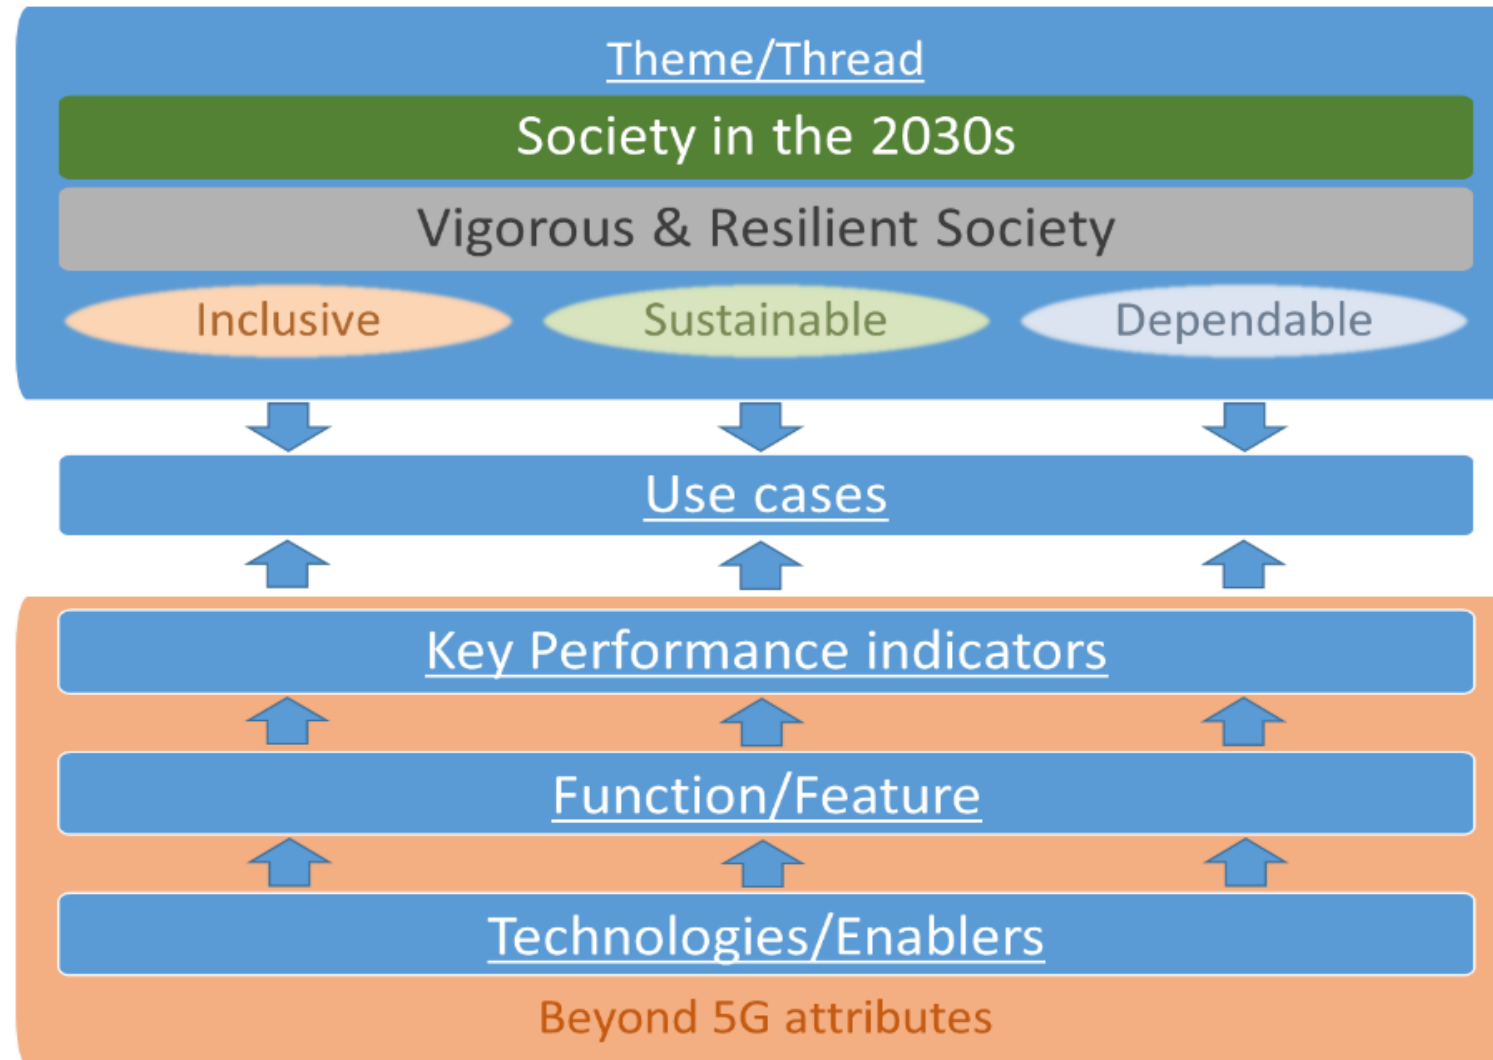 Theme/Thread
Society in the 2030s
Vigorous & Resilient Society
Inclusive
Sustainable
Dependable
Use cases
Key Performance indicators
Function/Feature
Technologies/Enablers
Beyond 5G attributes